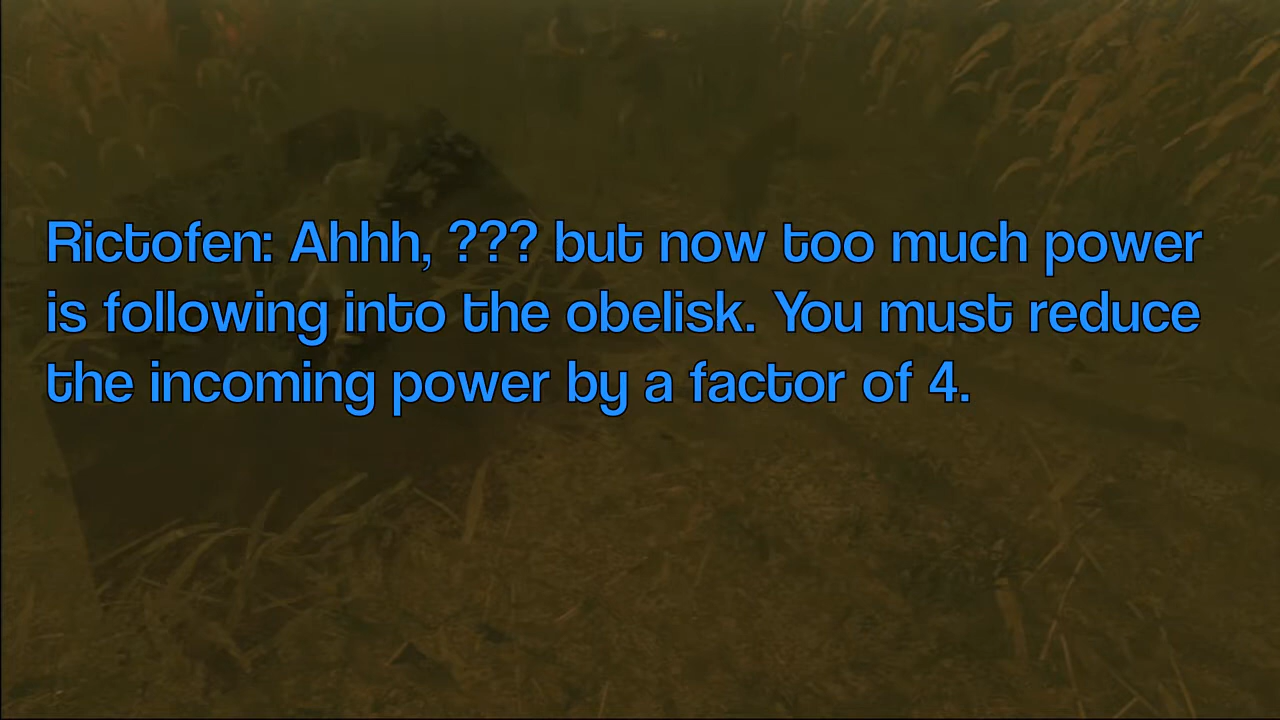 Rictofen: Ahhh, ??? but now too much power
is following into the obelisk. You must reduce
the incoming power by a factor of 4.